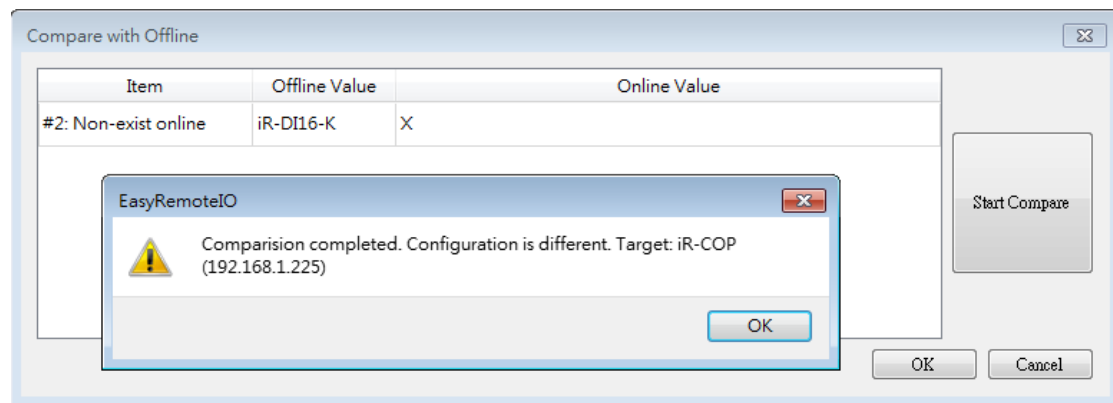 Compare with Offline
Item Offline Value Online Value
#2: Non-exist online iR-DI16-K X
Start Compare
EasyRemoteIO
Comparision completed. Configuration is different. Target: iR-COP
(192.168.1.225)
OK
OK Cancel